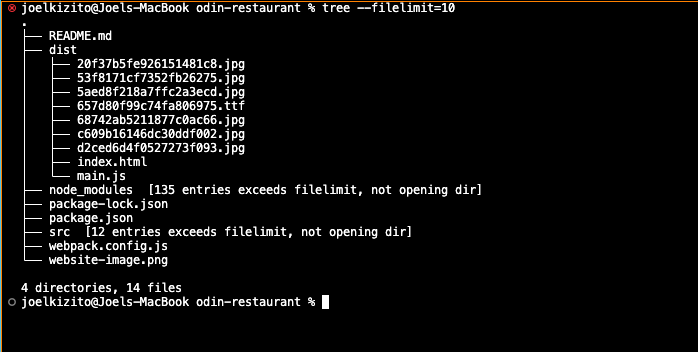 joelkizito@Joels-MacBook odin-restaurant % tree --filelimit=10
.
├── README.md
├── dist
│   ├── 20f37b5fe926151481c8.jpg
│   ├── 53f8171cf7352fb26275.jpg
│   ├── 5aed8f218a7ffc2a3ecd.jpg
│   ├── 657d80f99c74fa806975.ttf
│   ├── 68742ab5211877c0ac66.jpg
│   ├── c609b16146dc30ddf002.jpg
│   ├── d2ced6d4f0527273f093.jpg
│   ├── index.html
│   └── main.js
├── node_modules  [135 entries exceeds filelimit, not opening dir]
├── package-lock.json
├── package.json
├── src  [12 entries exceeds filelimit, not opening dir]
├── webpack.config.js
└── website-image.png

4 directories, 14 files
joelkizito@Joels-MacBook odin-restaurant %